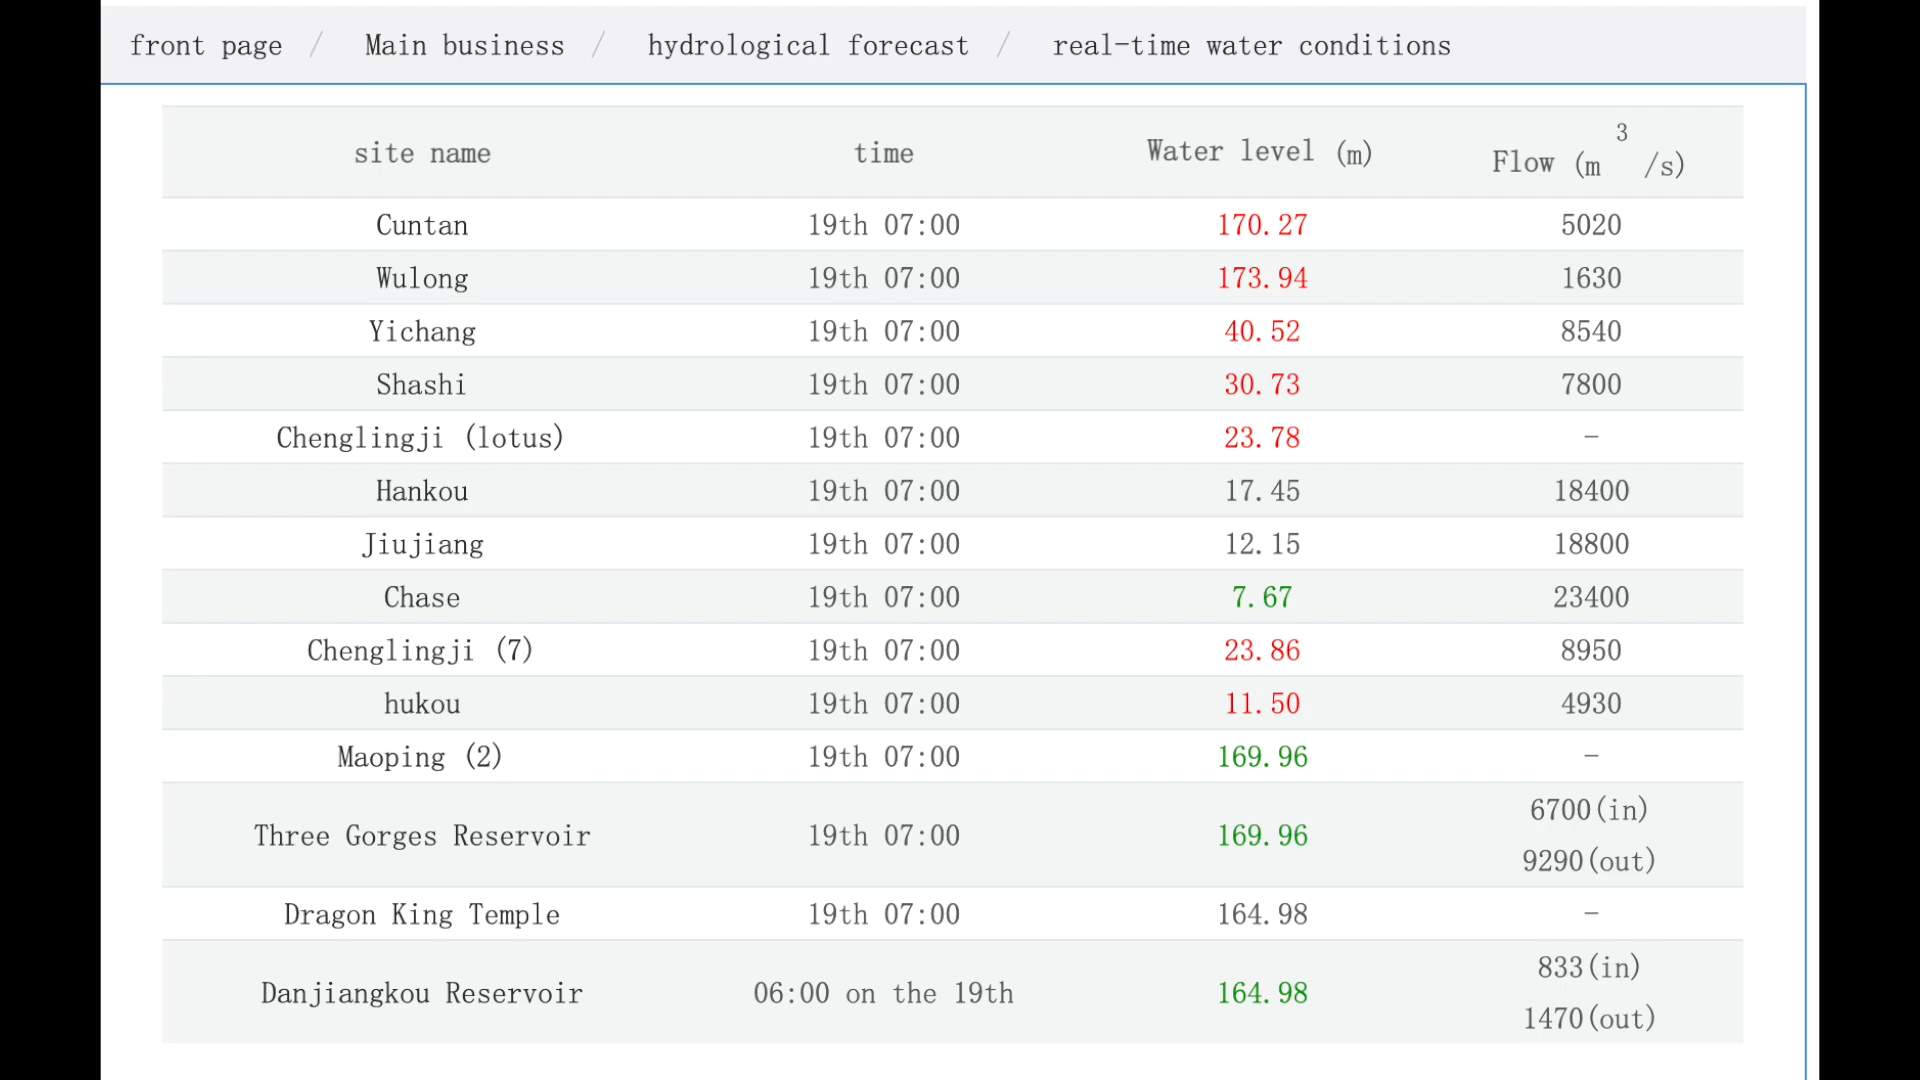 front page / Main business / hydrological forecast / real-time water conditions
site name time Water level (m) Flow (m³/s)
Cuntan 19th 07:00 170.27 5020
Wulong 19th 07:00 173.94 1630
Yichang 19th 07:00 40.52 8540
Shashi 19th 07:00 30.73 7800
Chenglingji (lotus) 19th 07:00 23.78 -
Hankou 19th 07:00 17.45 18400
Jiujiang 19th 07:00 12.15 18800
Chase 19th 07:00 7.67 23400
Chenglingji (7) 19th 07:00 23.86 8950
hukou 19th 07:00 11.50 4930
Maoping (2) 19th 07:00 169.96 -
Three Gorges Reservoir 19th 07:00 169.96 6700(in)
9290(out)
Dragon King Temple 19th 07:00 164.98 -
Danjiangkou Reservoir 06:00 on the 19th 164.98 833(in)
1470(out)